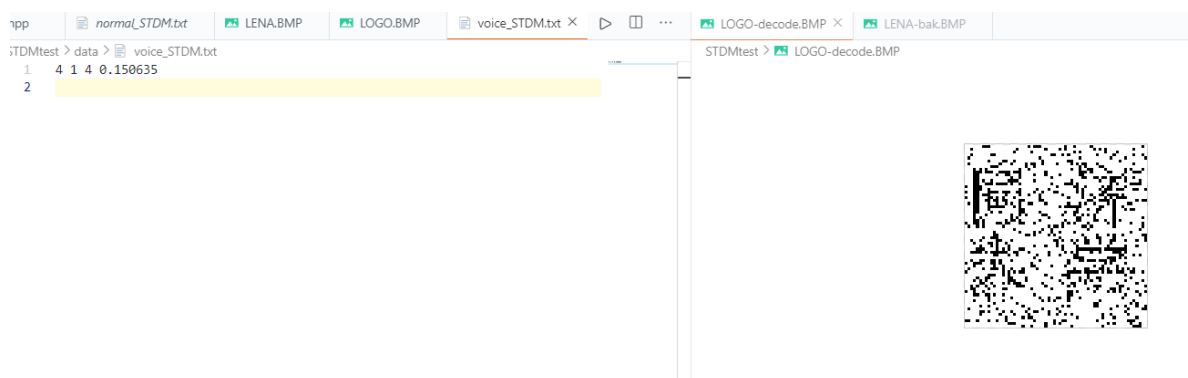 npp normal_STDM.txt LENA.BMP LOGO.BMP voice_STDM.txt LOGO-decode.BMP LENA-bak.BMP
STDMtest > data > voice_STDM.txt STDMtest > LOGO-decode.BMP
1 4 1 4 0.150635
2